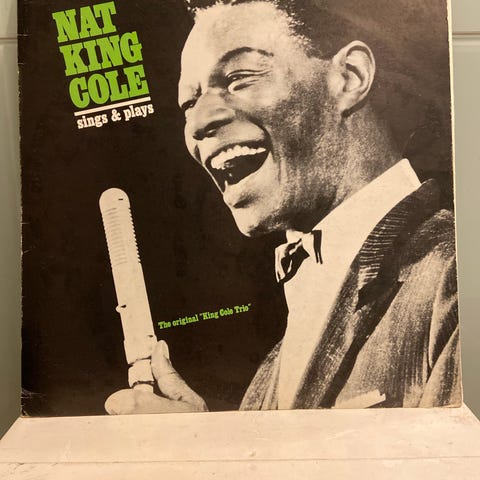 NAT
KING
COLE
sings & plays
The original "King Cole Trio"